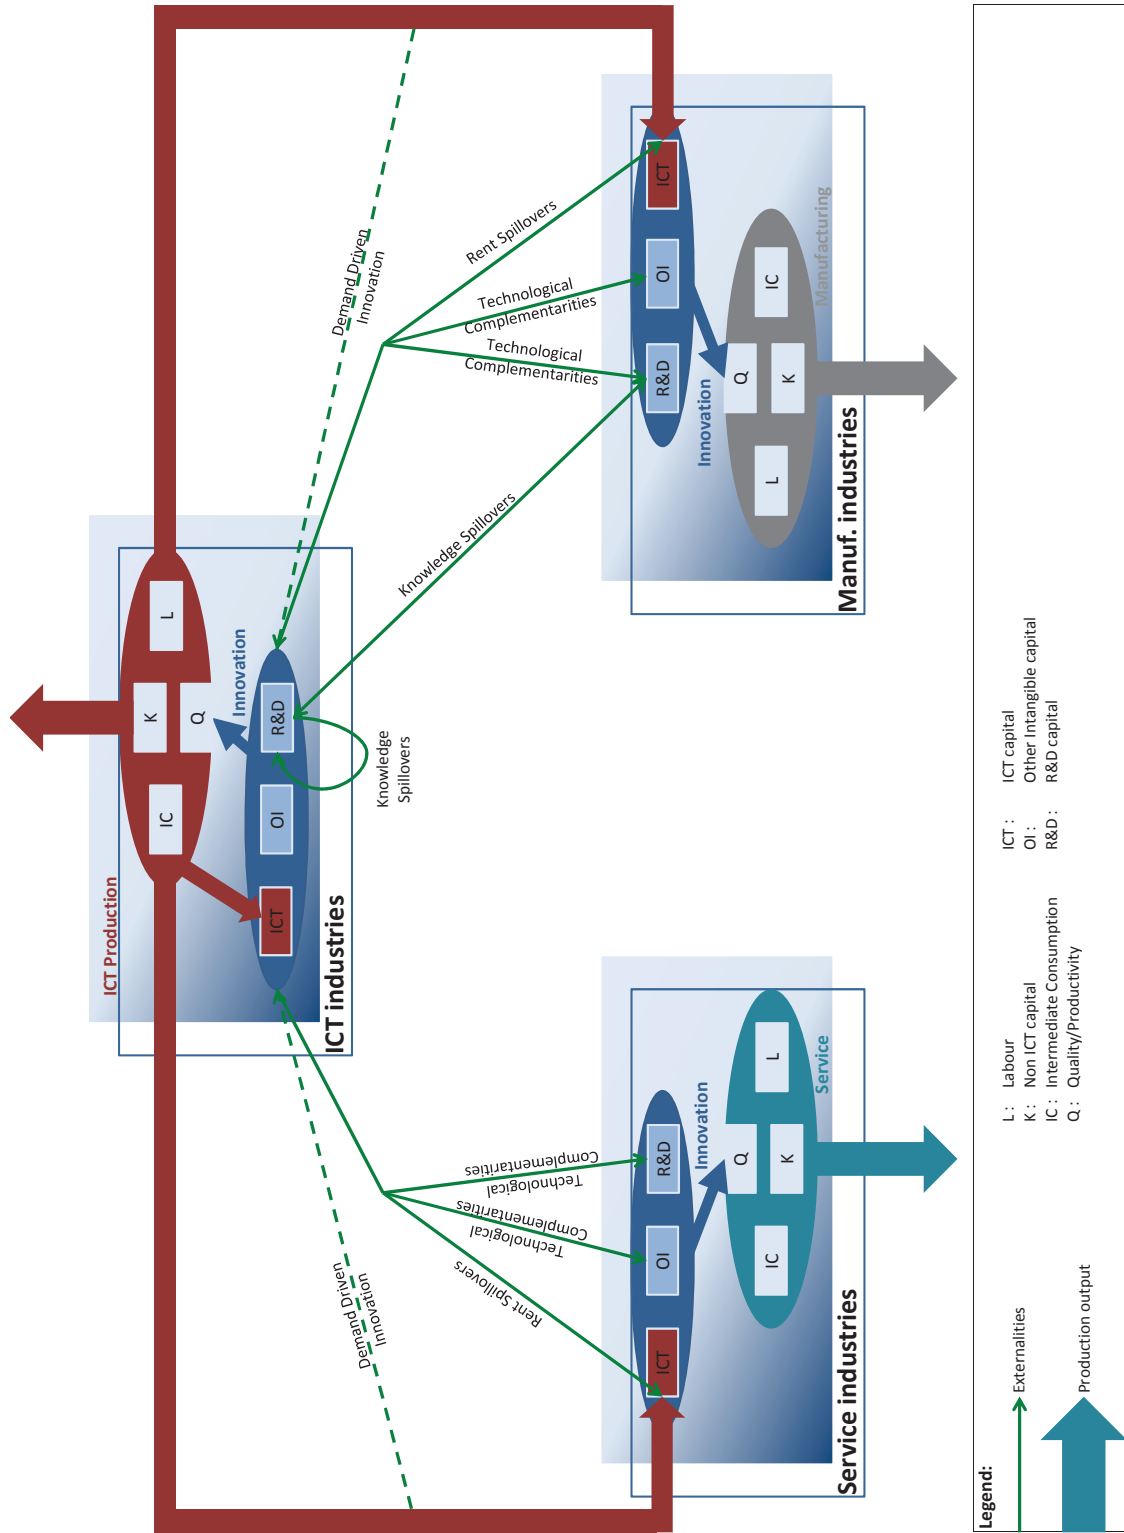 ICT Production
IC
K
L
Q
Innovation
ICT
OI
R&D
ICT industries
Knowledge
Spillovers
Demand Driven
Innovation
Demand Driven
Innovation
Rent Spillovers
Technological
Complementarities
Technological
Complementarities
Knowledge Spillovers
Technological
Complementarities
Technological
Complementarities
Rent Spillovers
ICT
OI
R&D
Innovation
Q
IC
K
L
Service
Service industries
R&D
OI
ICT
Innovation
Q
L
K
IC
Manufacturing
Manuf. industries
Legend:
Externalities
Production output
L : Labour
K : Non ICT capital
IC : Intermediate Consumption
Q : Quality/Productivity
ICT : ICT capital
OI : Other Intangible capital
R&D : R&D capital